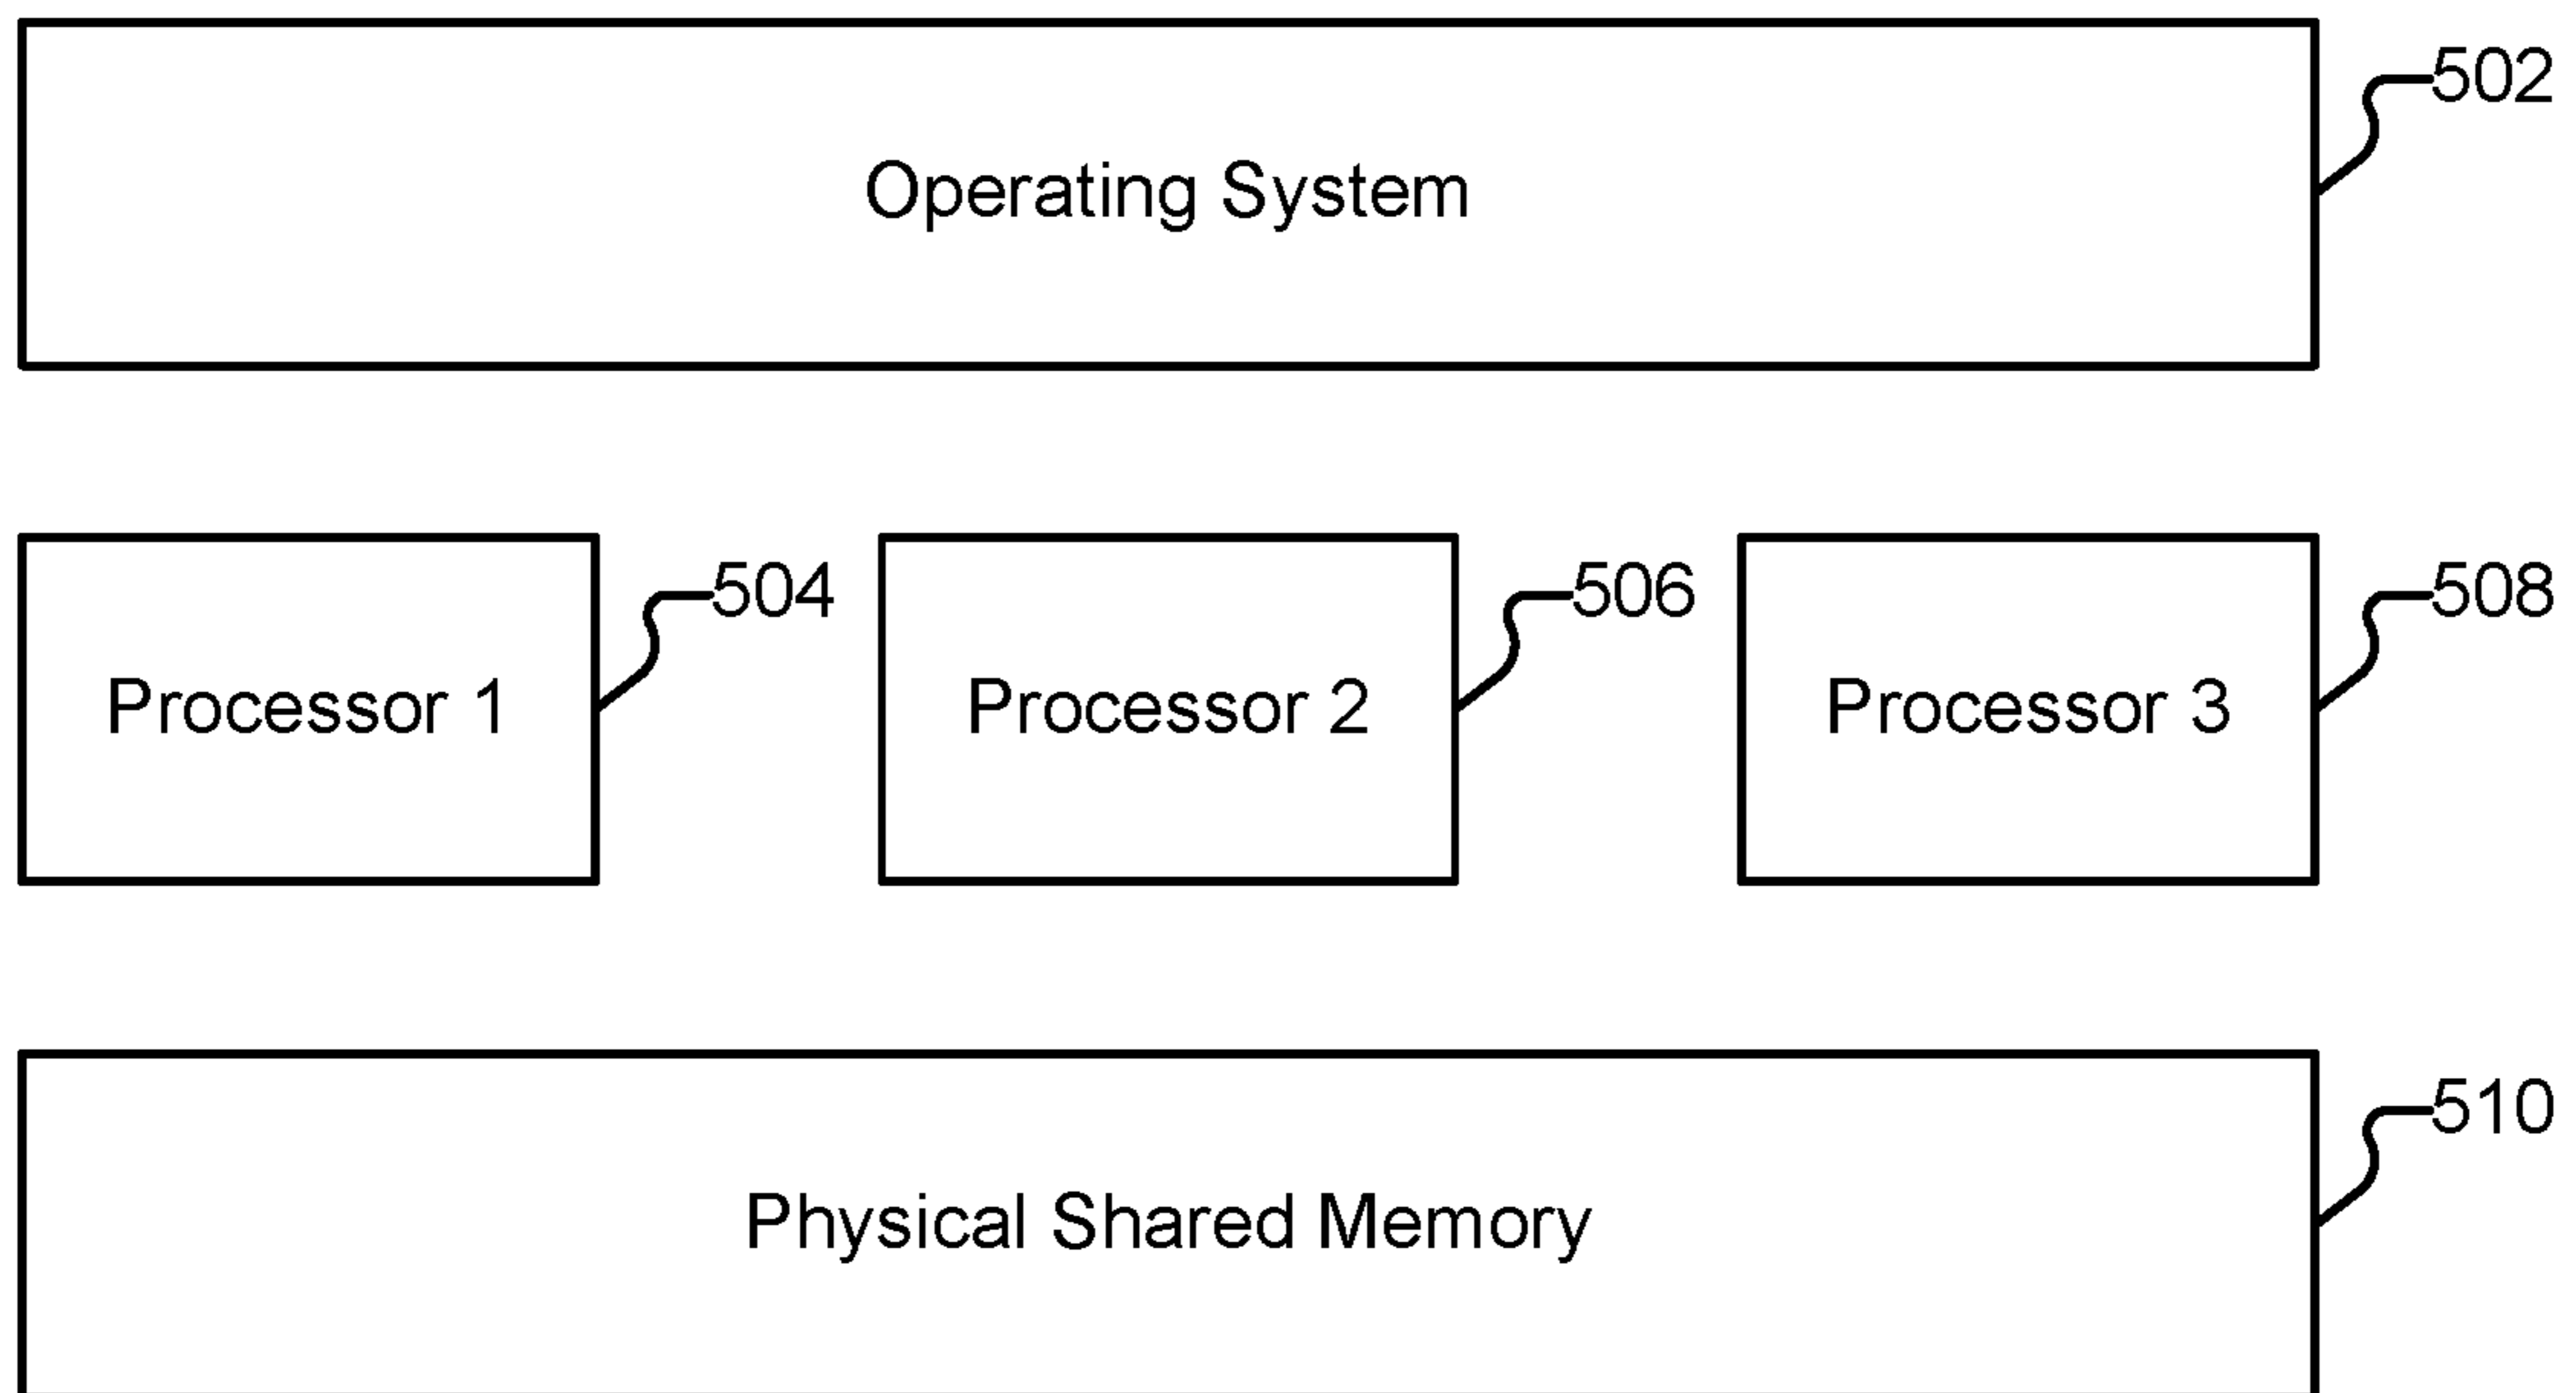 502
Operating System
504
506
508
Processor 1
Processor 2
Processor 3
510
Physical Shared Memory